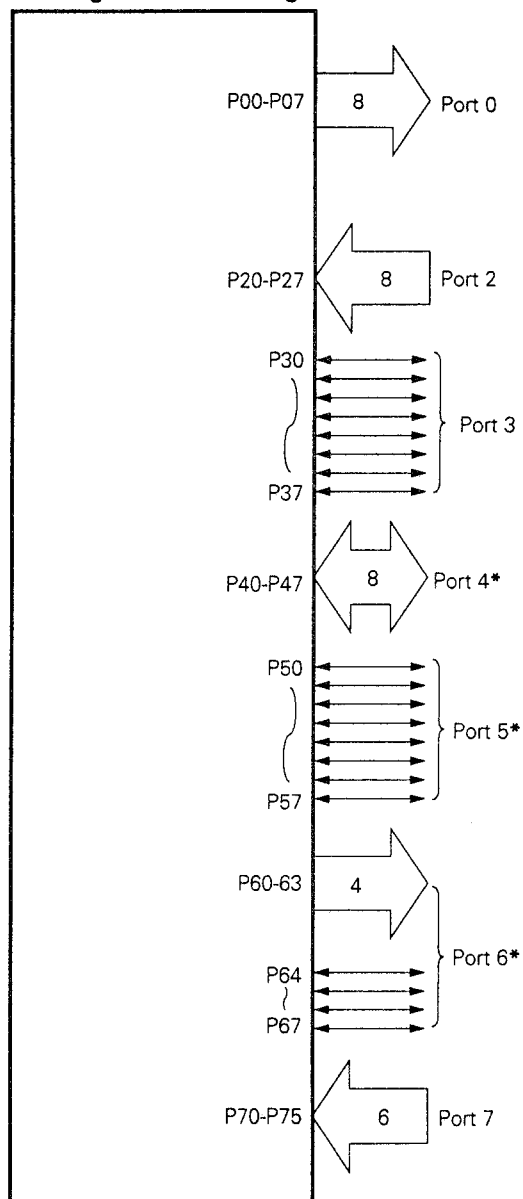 P00-P07 8 Port 0
P20-P27 8 Port 2
P30
Port 3
P37
P40-P47 8 Port 4*
P50
Port 5*
P57
P60-63 4
Port 6*
P64
P67
P70-P75 6 Port 7